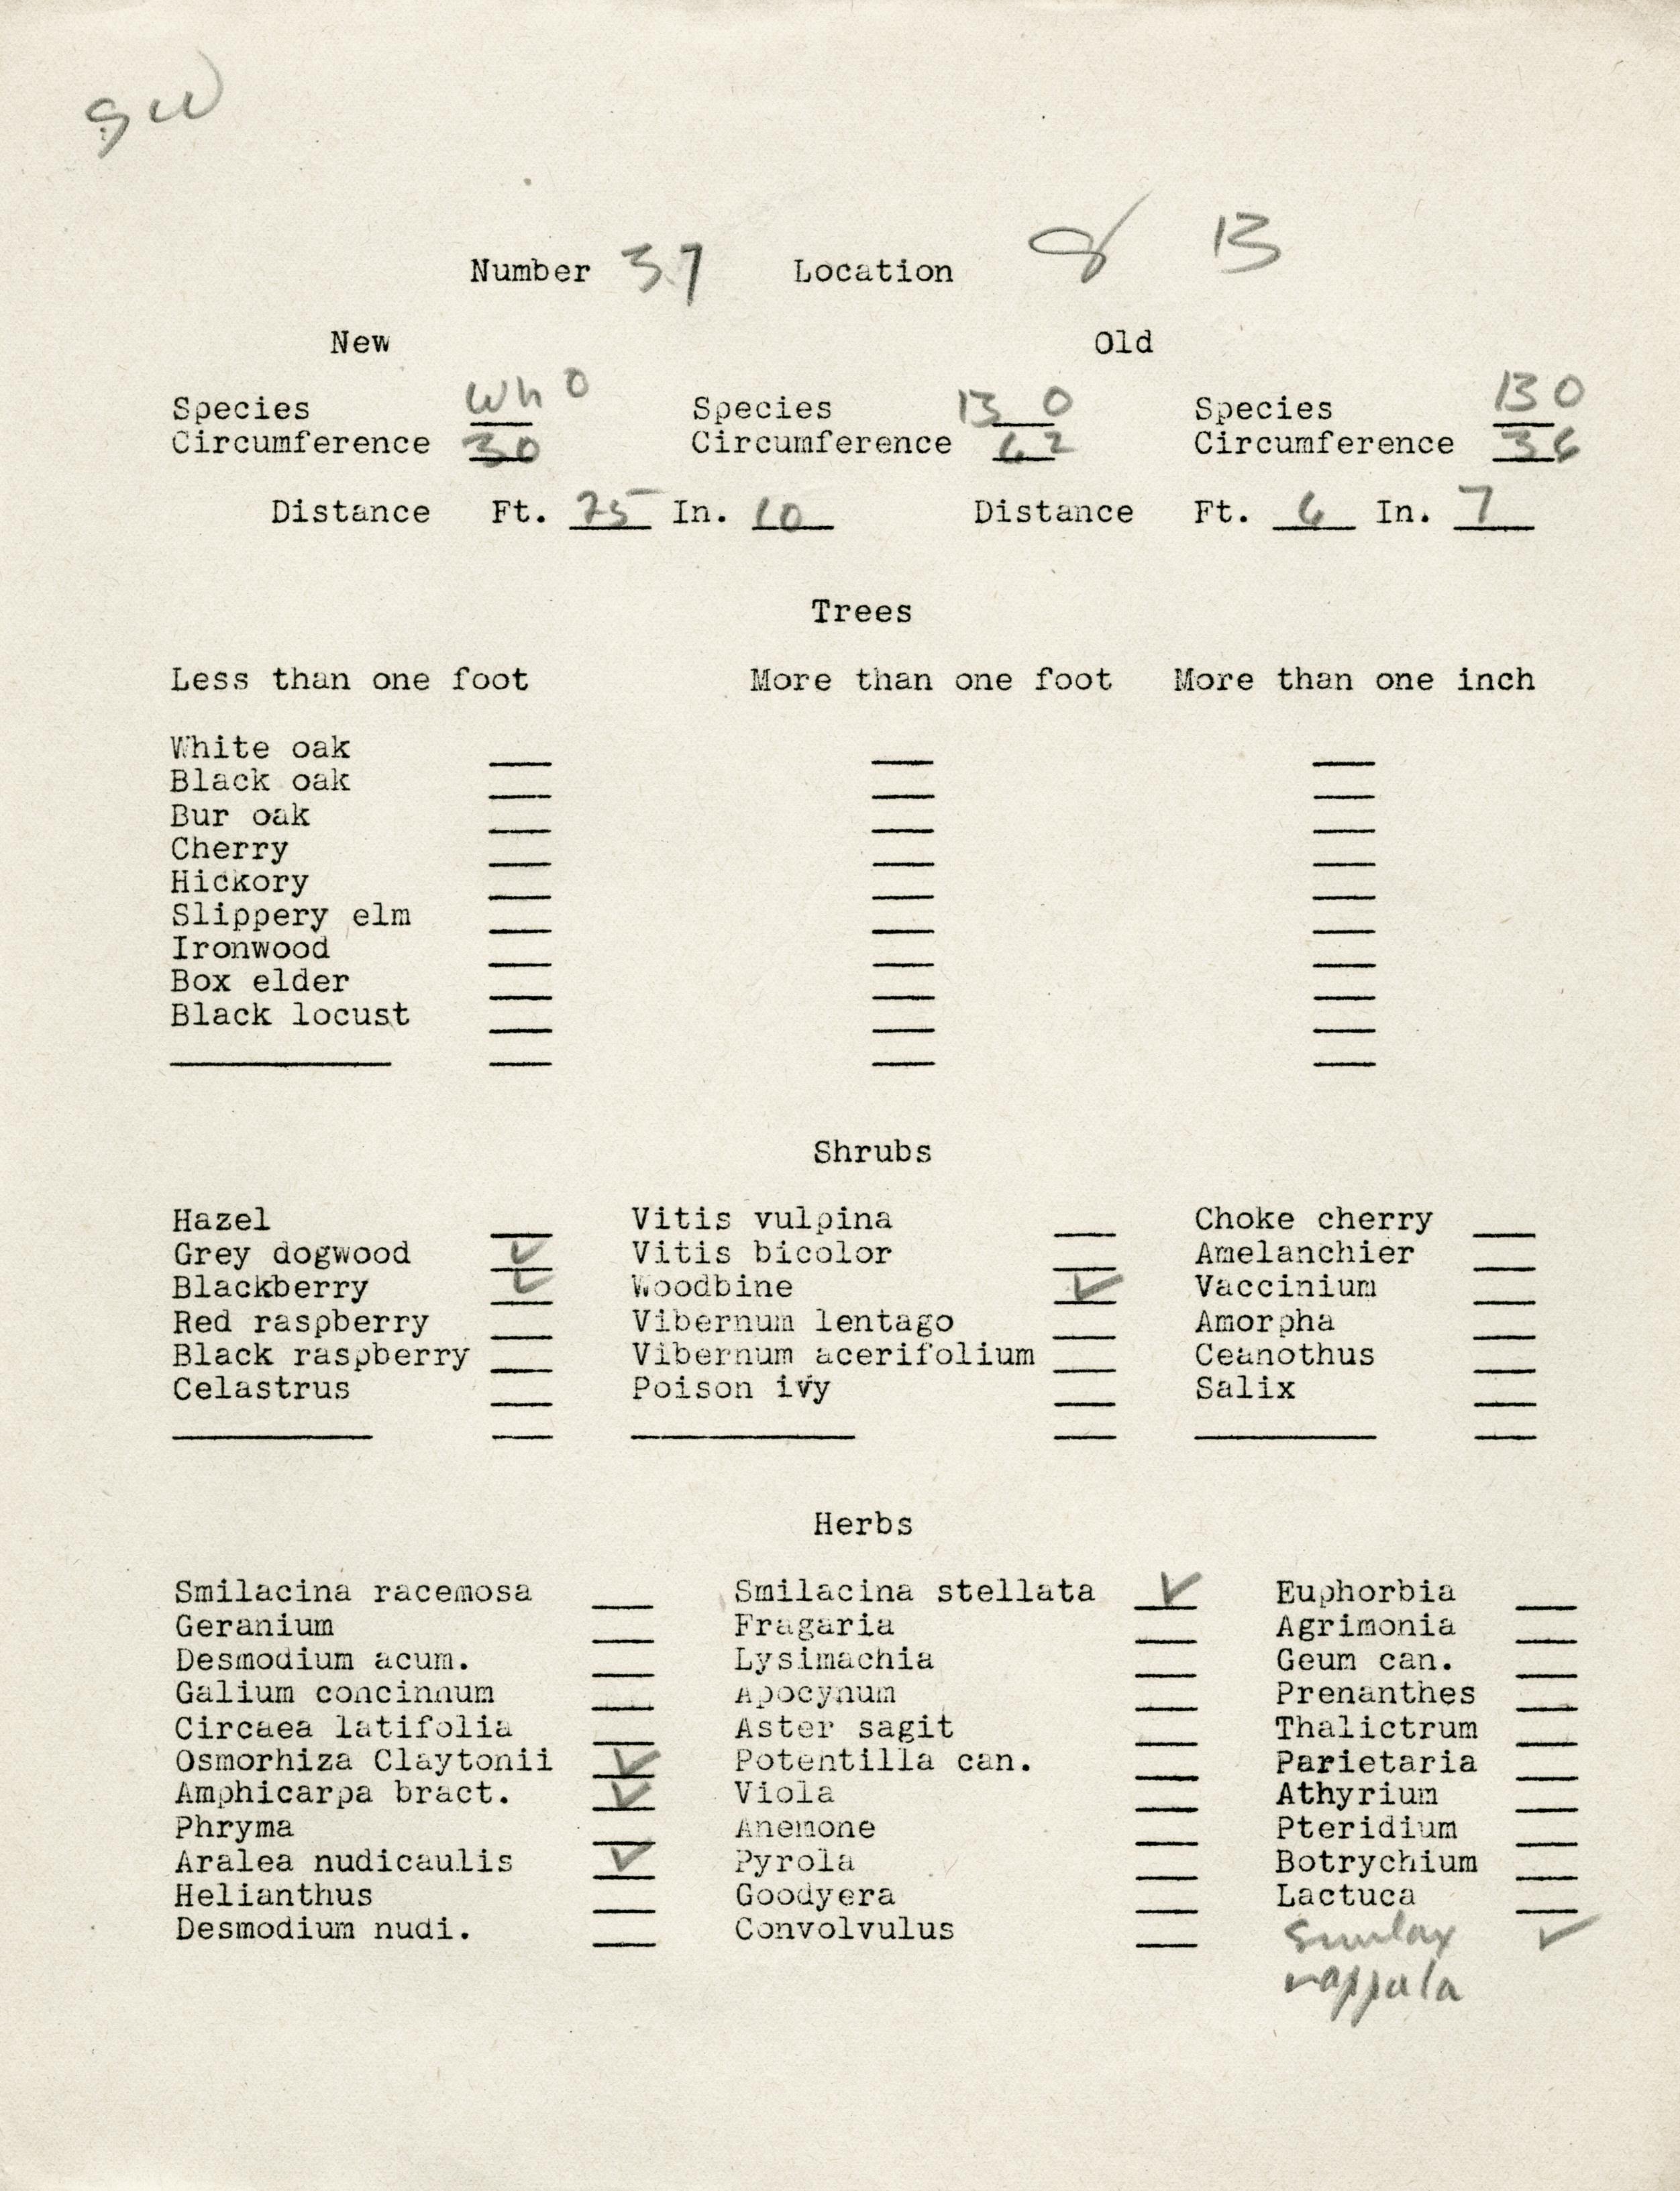 SW
Number 37 Location 8 B
New Old
Species Wh O Species B O Species B O
Circumference 30 Circumference 62 Circumference 36
Distance Ft. 25 In. 10 Distance Ft. 6 In. 7
Trees
Less than one foot More than one foot More than one inch
White oak
Black oak
Bur oak
Cherry
Hickory
Slippery elm
Ironwood
Box elder
Black locust
Shrubs
Hazel Vitis vulpina Choke cherry
Grey dogwood ✓ Vitis bicolor Amelanchier
Blackberry ✓ Woodbine ✓ Vaccinium
Red raspberry Vibernum lentago Amorpha
Black raspberry Vibernum acerifolium Ceanothus
Celastrus Poison ivy Salix
Herbs
Smilacina racemosa Smilacina stellata ✓ Euphorbia
Geranium Fragaria Agrimonia
Desmodium acum. Lysimachia Geum can.
Galium concinnum Apocynum Prenanthes
Circaea latifolia Aster sagit Thalictrum
Osmorhiza Claytonii ✓ Potentilla can. Parietaria
Amphicarpa bract. ✓ Viola Athyrium
Phryma Anemone Pteridium
Aralea nudicaulis ✓ Pyrola Botrychium
Helianthus Goodyera Lactuca
Desmodium nudi. Convolvulus Smilax ✓